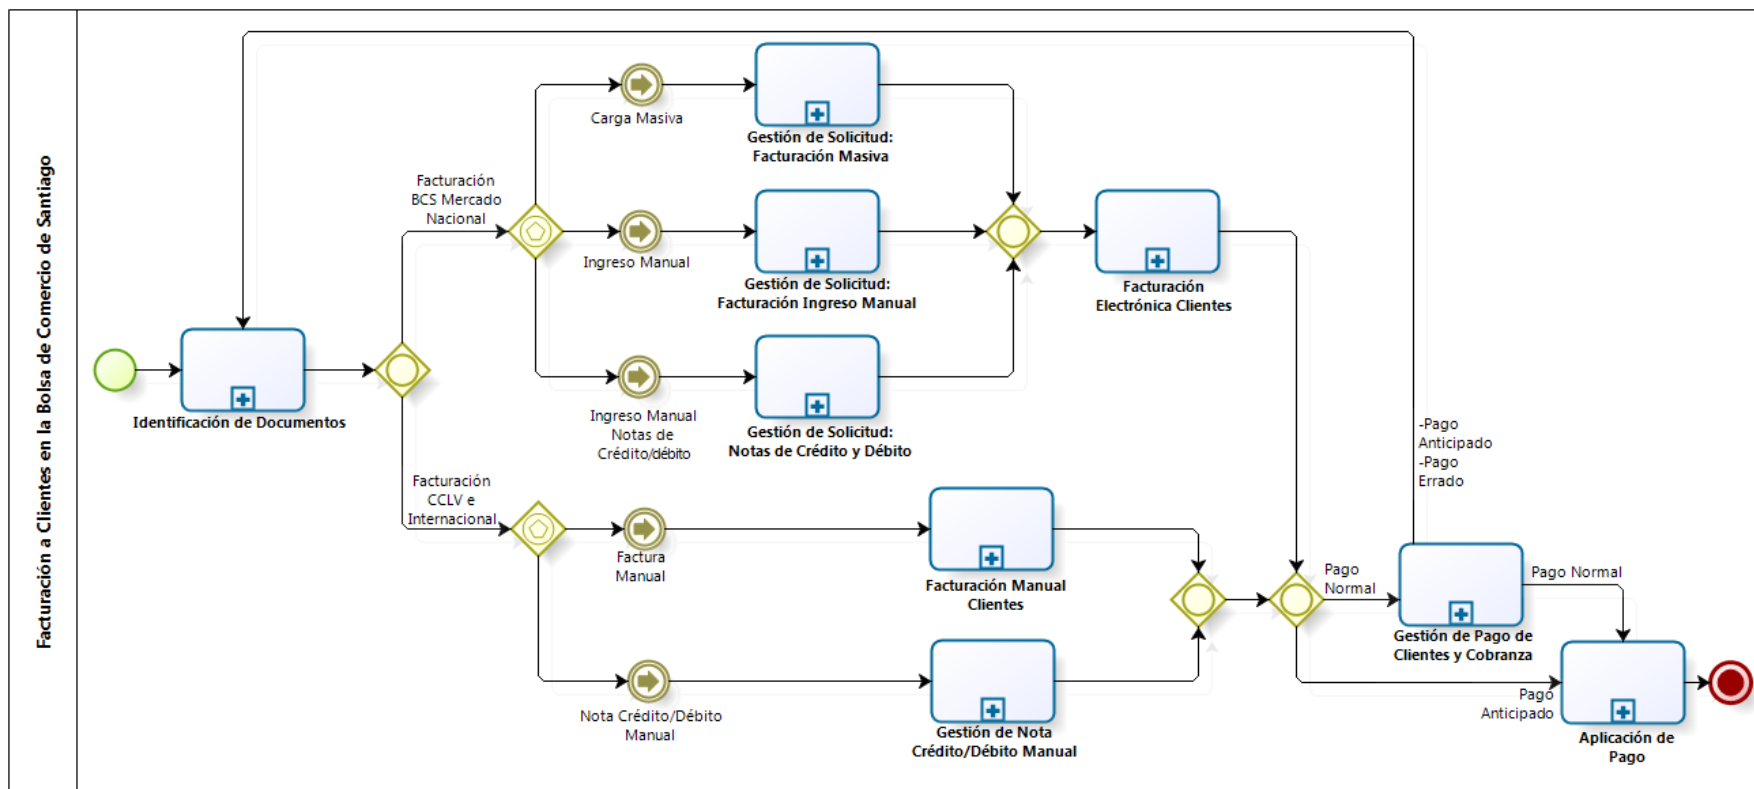 Facturación a Clientes en la Bolsa de Comercio de Santiago
Carga Masiva
Gestión de Solicitud:
Facturación Masiva
Facturación
BCS Mercado
Nacional
Ingreso Manual
Gestión de Solicitud:
Facturación Ingreso Manual
Facturación
Electrónica Clientes
Identificación de Documentos
Ingreso Manual
Notas de
Crédito/débito
Gestión de Solicitud:
Notas de Crédito y Débito
-Pago
Anticipado
-Pago
Errado
Facturación
CCLV e
Internacional
Factura
Manual
Facturación Manual
Clientes
Pago
Normal
Pago Normal
Gestión de Pago de
Clientes y Cobranza
Nota Crédito/Débito
Manual
Gestión de Nota
Crédito/Débito Manual
Pago
Anticipado
Aplicación de
Pago